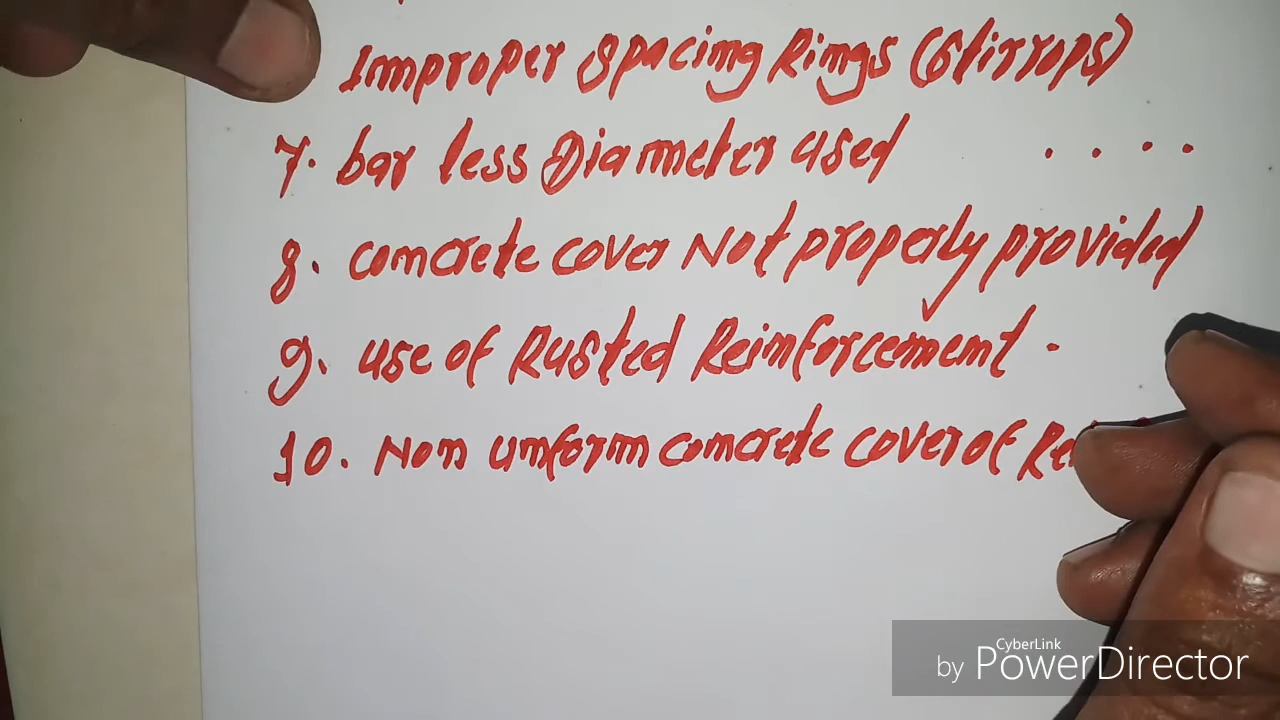 Improper Spacing Rings (Stirrops)
7. bar less Diameter used ....
8. concrete cover Not properly provided
9. use of Rusted Reinforcement .
10. Non uniform concrete cover of
CyberLink
by PowerDirector